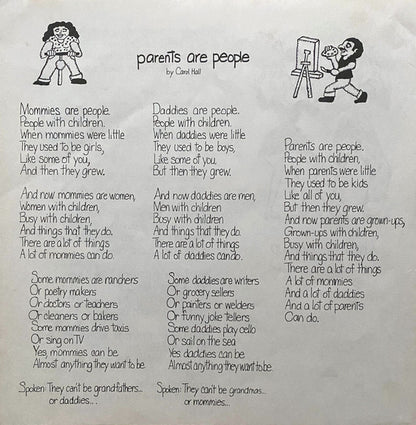 parents are people
by Carol Hall
Mommies are people.
People with children.
When mommies were little
They used to be girls,
Like some of you,
And then they grew.
And now mommies are women,
Women with children,
Busy with children,
And things that they do.
There are a lot of things
A lot of mommies can do.
Some mommies are ranchers
Or poetry makers
Or doctors or teachers
Or cleaners or bakers
Some mommies drive taxis
Or sing on TV
Yes, mommies can be
Almost anything they want to be.
Spoken: They can't be grandfathers...
or daddies...
Daddies are people.
People with children.
When daddies were little
They used to be boys,
Like some of you,
But then they grew.
And now daddies are men,
Men with children
Busy with children
And things that they do.
There are a lot of things
A lot of daddies can do.
Some daddies are writers
Or grocery sellers
Or painters or welders
Or funny joke tellers
Some daddies play cello
Or sail on the sea
Yes daddies can be
Almost anything they want to be.
Spoken: They can't be grandmas...
or mommies...
Parents are people.
People with children,
When parents were little
They used to be kids
Like all of you,
But then they grew.
And now parents are grown-ups,
Grown-ups with children,
Busy with children,
And things that they do.
There are a lot of things
A lot of mommies
And a lot of daddies
And a lot of parents
Can do.